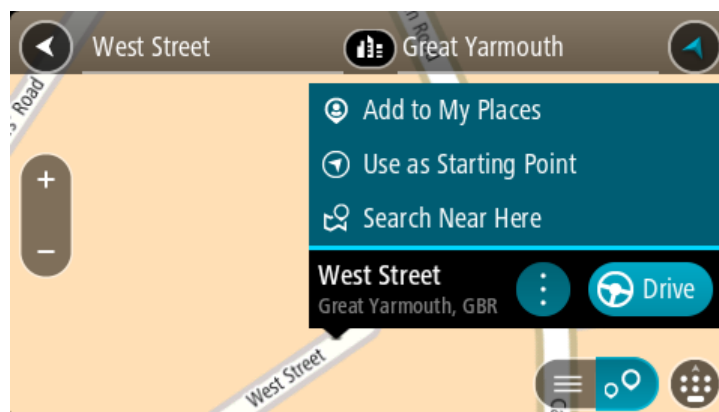 West Street
Great Yarmouth
Road
Add to My Places
Use as Starting Point
Search Near Here
West Street
Great Yarmouth, GBR
Drive
West Street